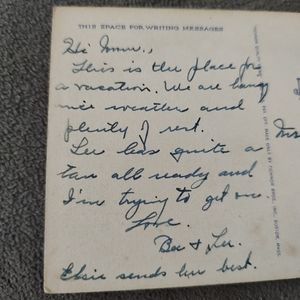 THIS SPACE FOR WRITING MESSAGES
Hi Mom.,
This is the place for
a vacation. We are having
nice weather and
plenty of rest.
Lee has quite a
tan all ready and
I'm trying to get one.
Love.
Bee & Lee.
Elsie sends her best.